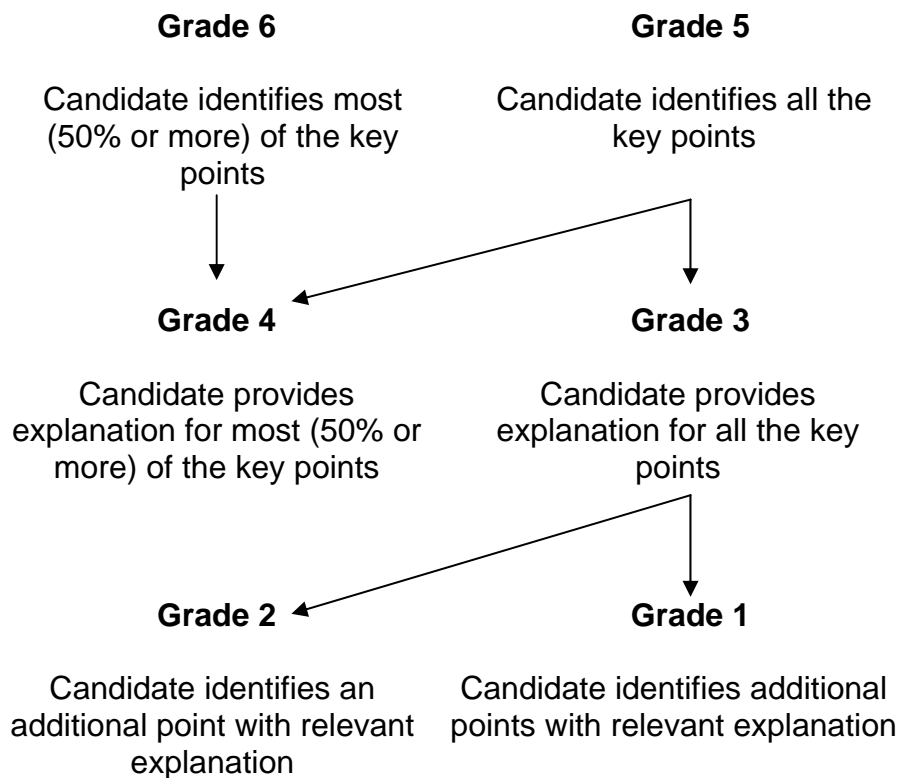 Grade 6
Candidate identifies most
(50% or more) of the key
points
Grade 5
Candidate identifies all the
key points
Grade 4
Candidate provides
explanation for most (50% or
more) of the key points
Grade 3
Candidate provides
explanation for all the key
points
Grade 2
Candidate identifies an
additional point with relevant
explanation
Grade 1
Candidate identifies additional
points with relevant explanation